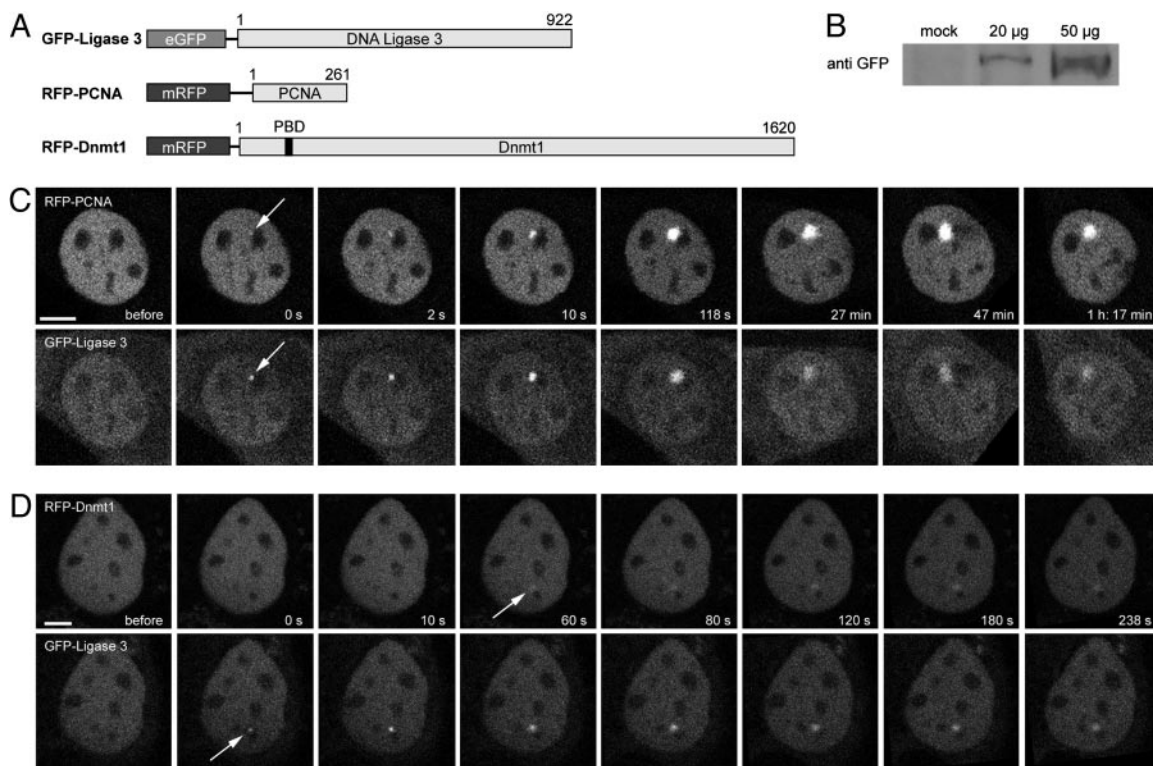 A
1 922
GFP-Ligase 3 eGFP DNA Ligase 3
1 261
RFP-PCNA mRFP PCNA
1 PBD 1620
RFP-Dnmt1 mRFP Dnmt1
B
mock 20 µg 50 µg
anti GFP
C
RFP-PCNA
before 0 s 2 s 10 s 118 s 27 min 47 min 1 h: 17 min
GFP-Ligase 3
D
RFP-Dnmt1
before 0 s 10 s 60 s 80 s 120 s 180 s 238 s
GFP-Ligase 3